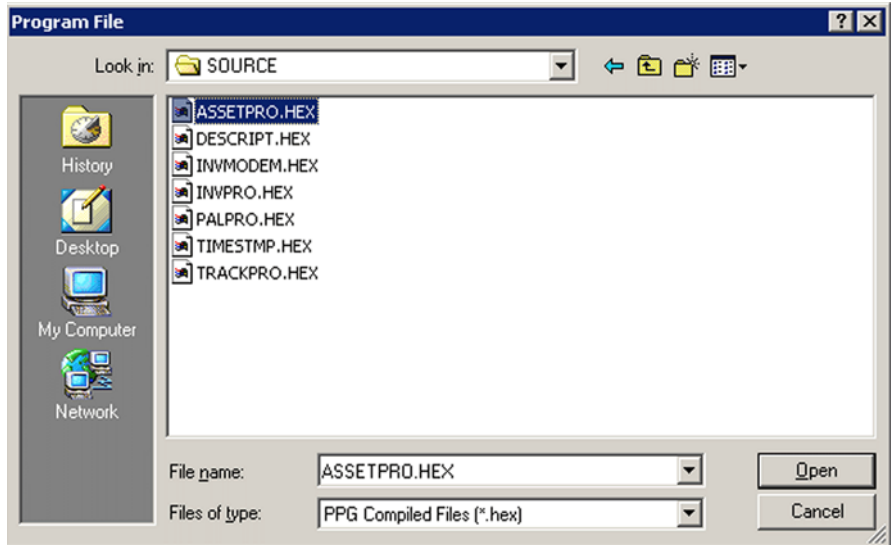 Program File
Look in: SOURCE
History
Desktop
My Computer
Network
ASSETPRO.HEX
DESCRIPT.HEX
INVMODEM.HEX
INVPRO.HEX
PALPRO.HEX
TIMESTMP.HEX
TRACKPRO.HEX
File name: ASSETPRO.HEX Open
Files of type: PPG Compiled Files (*.hex) Cancel